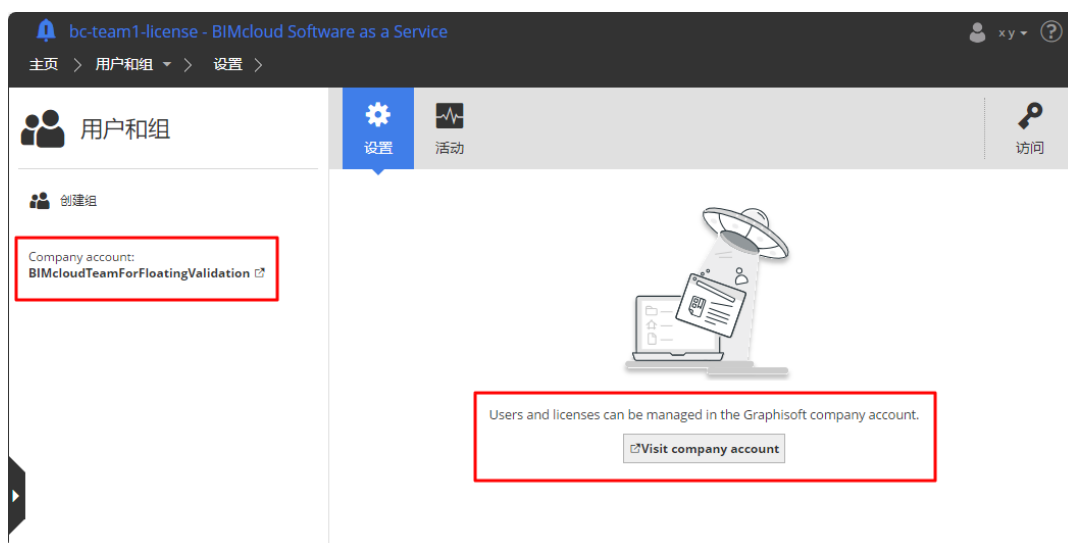 bc-team1-license - BIMcloud Software as a Service
x y
?
主页 > 用户和组 > 设置 >
用户和组
设置
活动
访问
创建组
Company account:
BIMcloudTeamForFloatingValidation
Users and licenses can be managed in the Graphisoft company account.
Visit company account